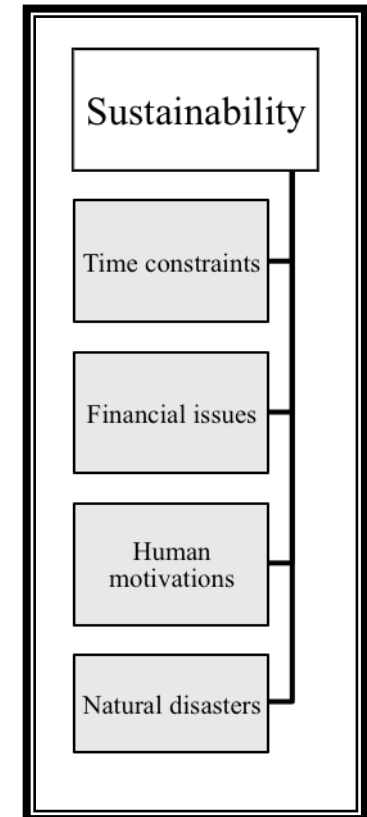 Sustainability
Time constraints
Financial issues
Human
motivations
Natural disasters